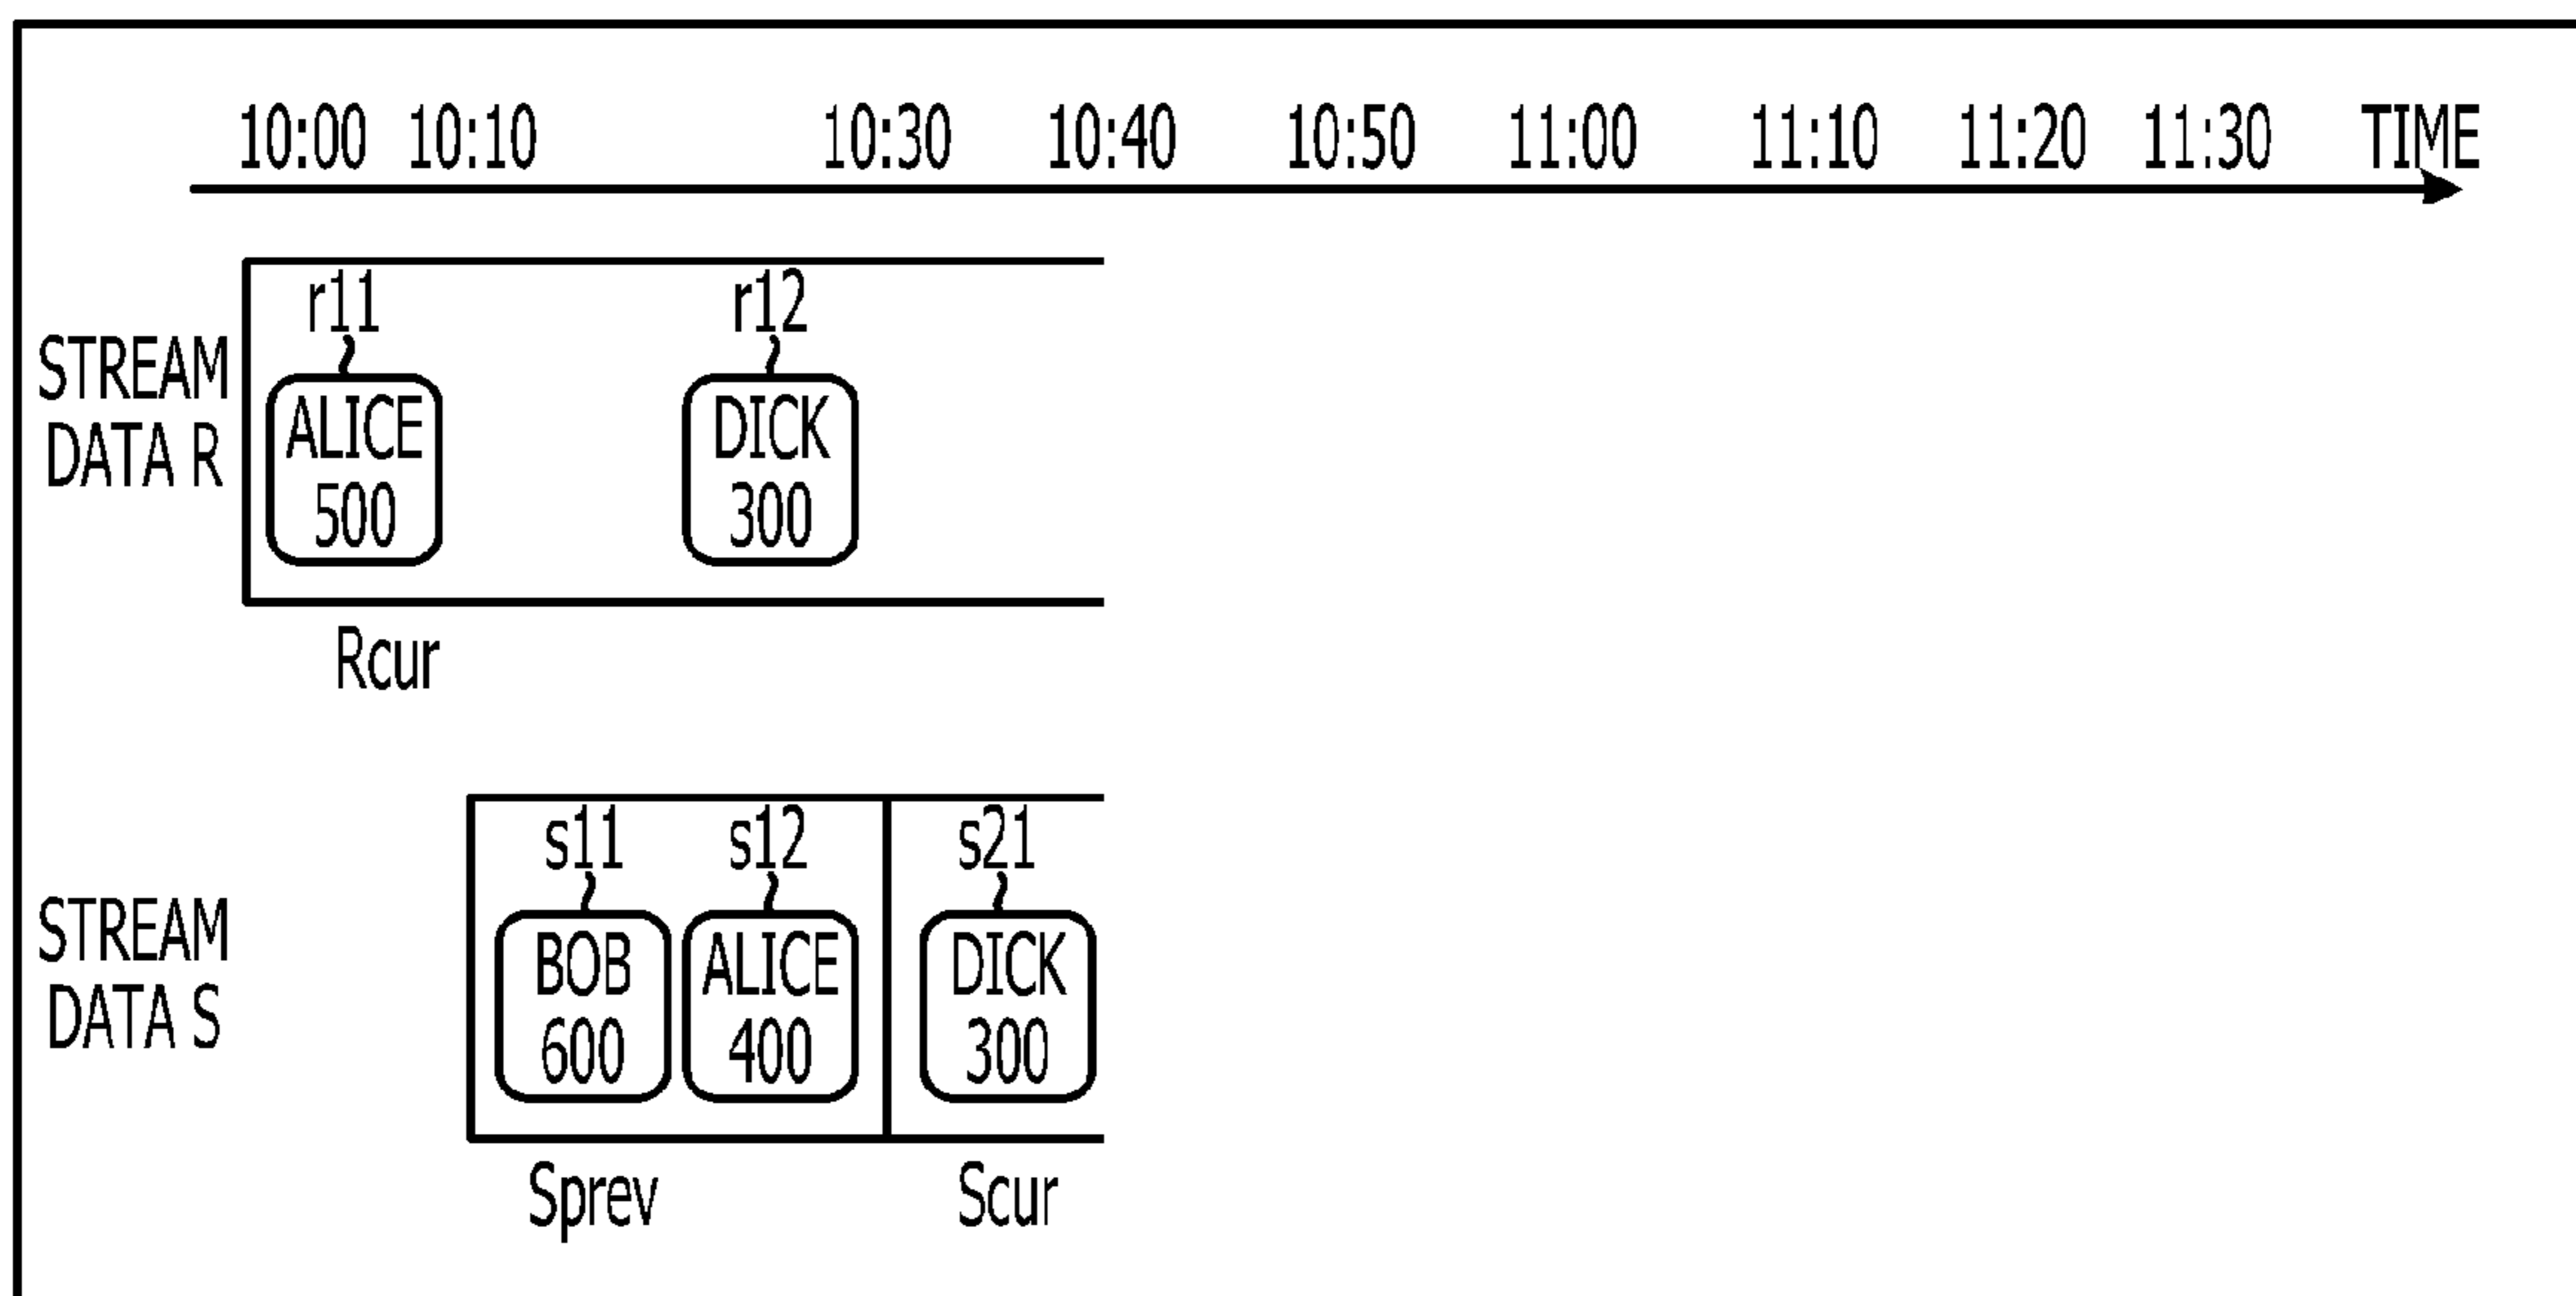 10:00 10:10 10:30 10:40 10:50 11:00 11:10 11:20 11:30 TIME
r11 r12
STREAM
DATA R
ALICE
500
DICK
300
Rcur
s11 s12 s21
STREAM
DATA S
BOB
600
ALICE
400
DICK
300
Sprev Scur